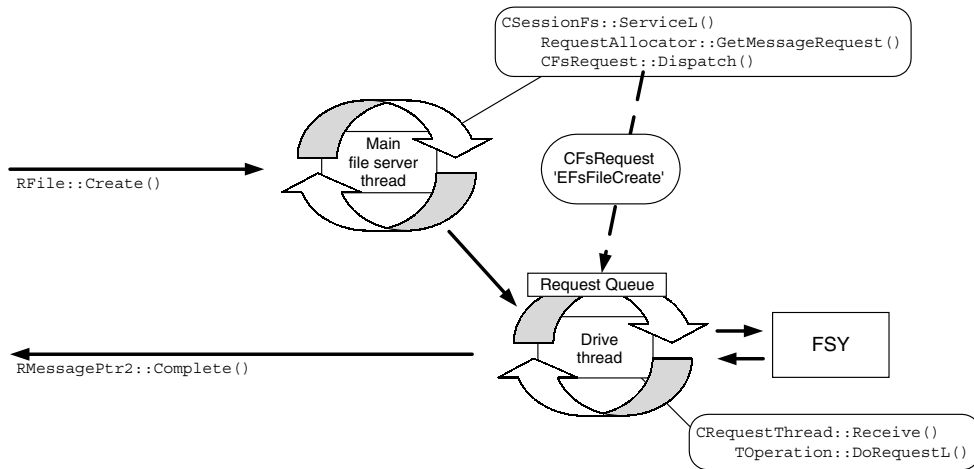 CSessionFs::ServiceL()
RequestAllocator::GetMessageRequest()
CFsRequest::Dispatch()
Main
file server
thread
CFsRequest
'EFsFileCreate'
RFile::Create()
Request Queue
Drive
thread
FSY
RMessagePtr2::Complete()
CRequestThread::Receive()
TOperation::DoRequestL()